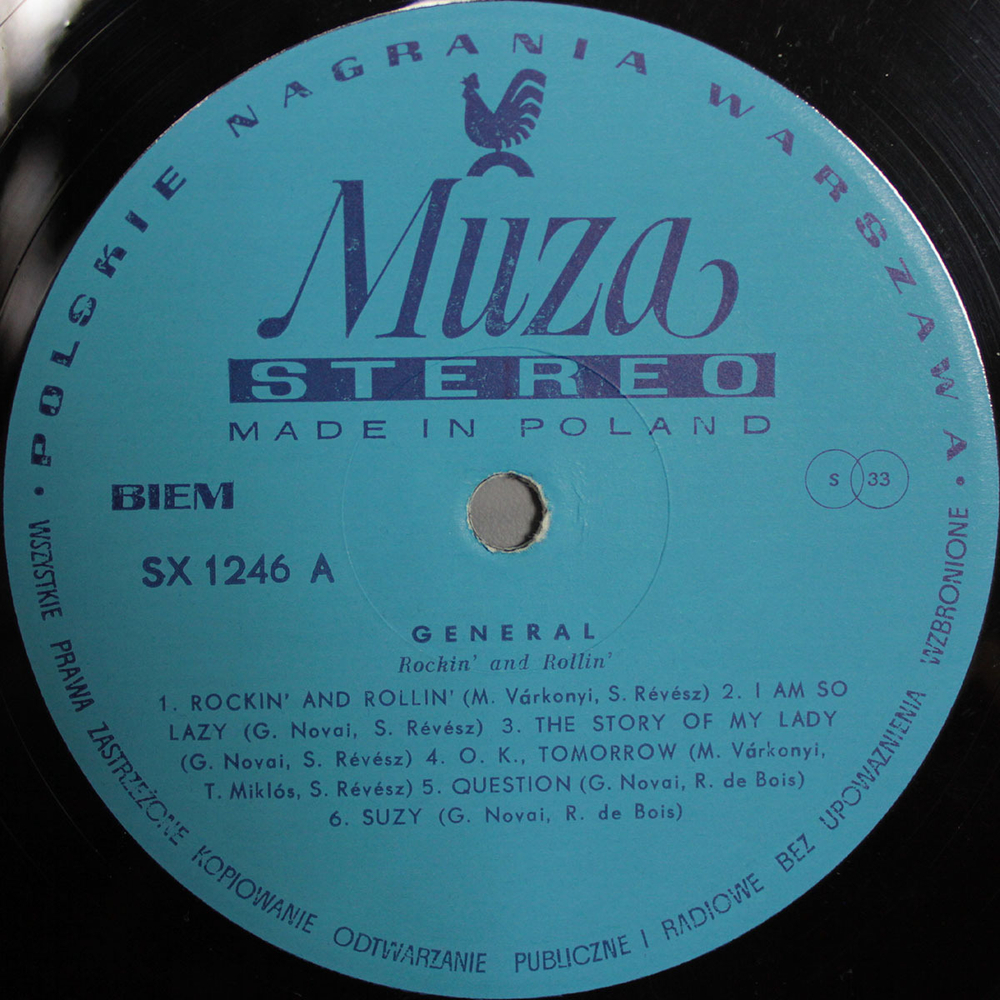 • POLSKIE NAGRANIA WARSZAWA •
Muza
STEREO
MADE IN POLAND
BIEM
S 33
SX 1246 A
GENERAL
Rockin' and Rollin'
1. ROCKIN' AND ROLLIN' (M. Várkonyi, S. Révész) 2. I AM SO
LAZY (G. Novai, S. Révész) 3. THE STORY OF MY LADY
(G. Novai, S. Révész) 4. O. K., TOMORROW (M. Várkonyi,
T. Miklós, S. Révész) 5. QUESTION (G. Novai, R. de Bois)
6. SUZY (G. Novai, R. de Bois)
WSZYSTKIE PRAWA ZASTRZEŻONE KOPIOWANIE ODTWARZANIE PUBLICZNE I RADIOWE BEZ UPOWAŻNIENIA WZBRONIONE